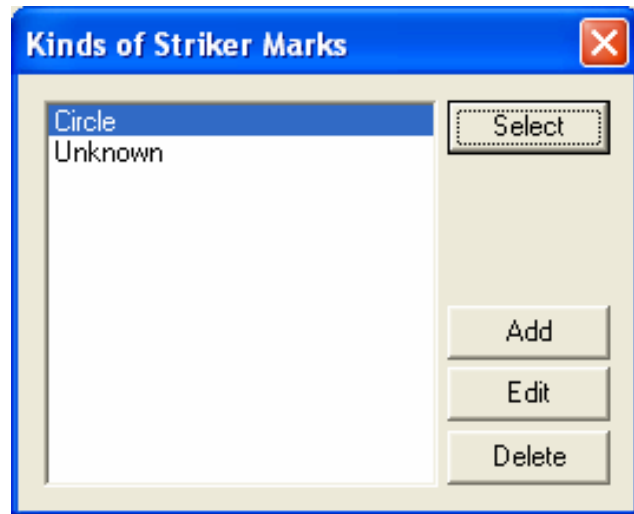 Kinds of Striker Marks
Circle
Unknown
Select
Add
Edit
Delete